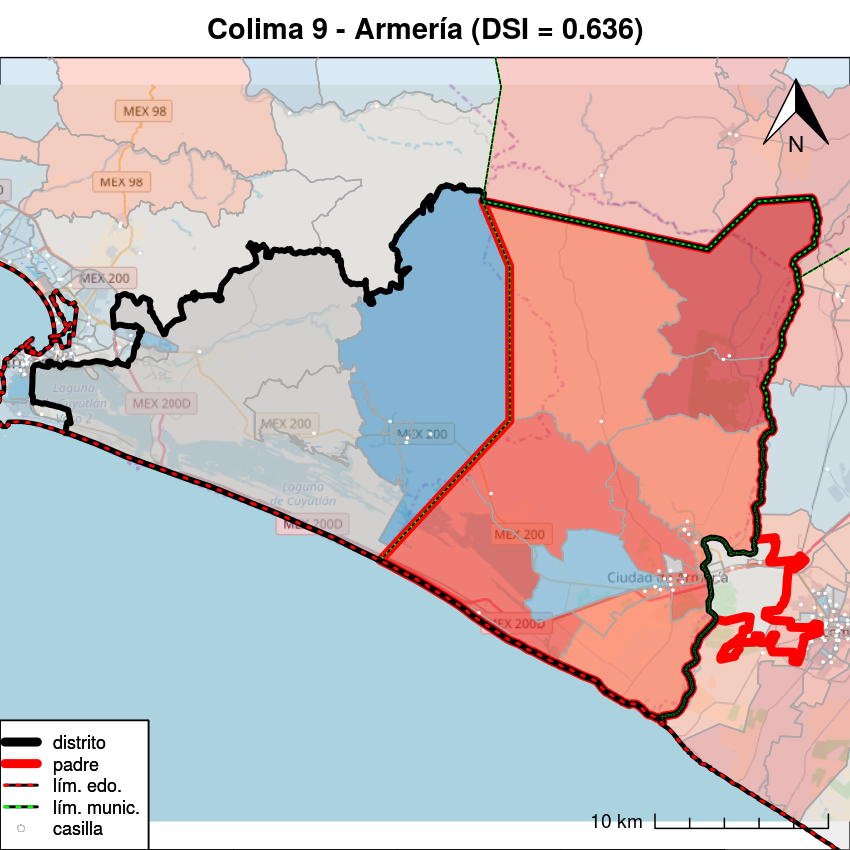 Colima 9 - Armería (DSI = 0.636)
MEX 98
N
MEX 98
MEX 200
Laguna
MEX 200D
MEX 200
MEX 200
Laguna
de Cuyutlán
MEX 200D
MEX 200
Ciudad de Armería
MEX 200D
distrito
padre
lím. edo.
lím. munic.
casilla
10 km